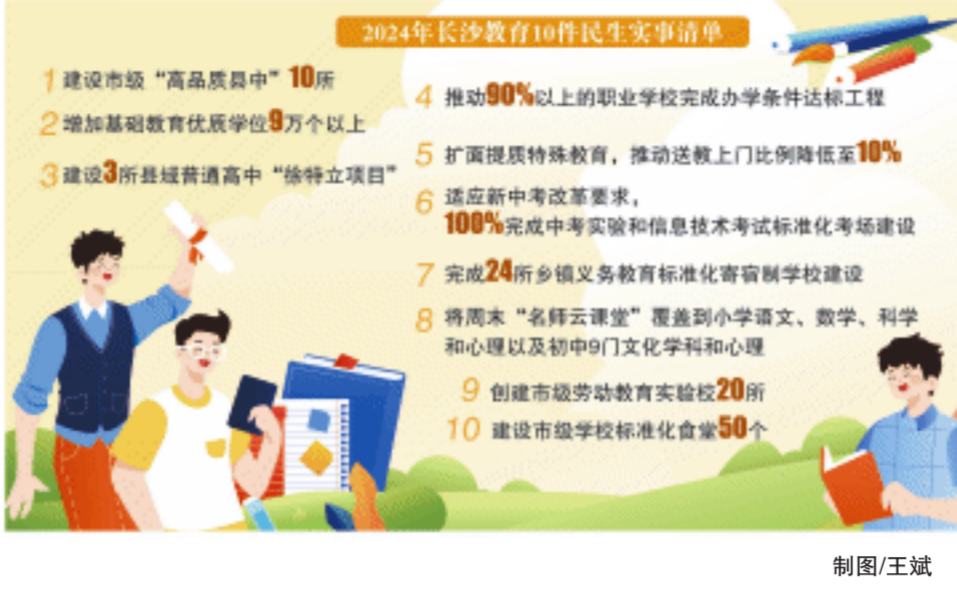 2024年长沙教育10件民生实事清单
1 建设市级“高品质县中”10所
2 增加基础教育优质学位9万个以上
3 建设3所县域普通高中“徐特立项目”
4 推动90%以上的职业学校完成办学条件达标工程
5 扩面提质特殊教育，推动送教上门比例降低至10%
6 适应新中考改革要求，
100%完成中考实验和信息技术考试标准化考场建设
7 完成24所乡镇义务教育标准化寄宿制学校建设
8 将周末“名师云课堂”覆盖到小学语文、数学、科学
和心理以及初中9门文化学科和心理
9 创建市级劳动教育实验校20所
10 建设市级学校标准化食堂50个
制图/王斌